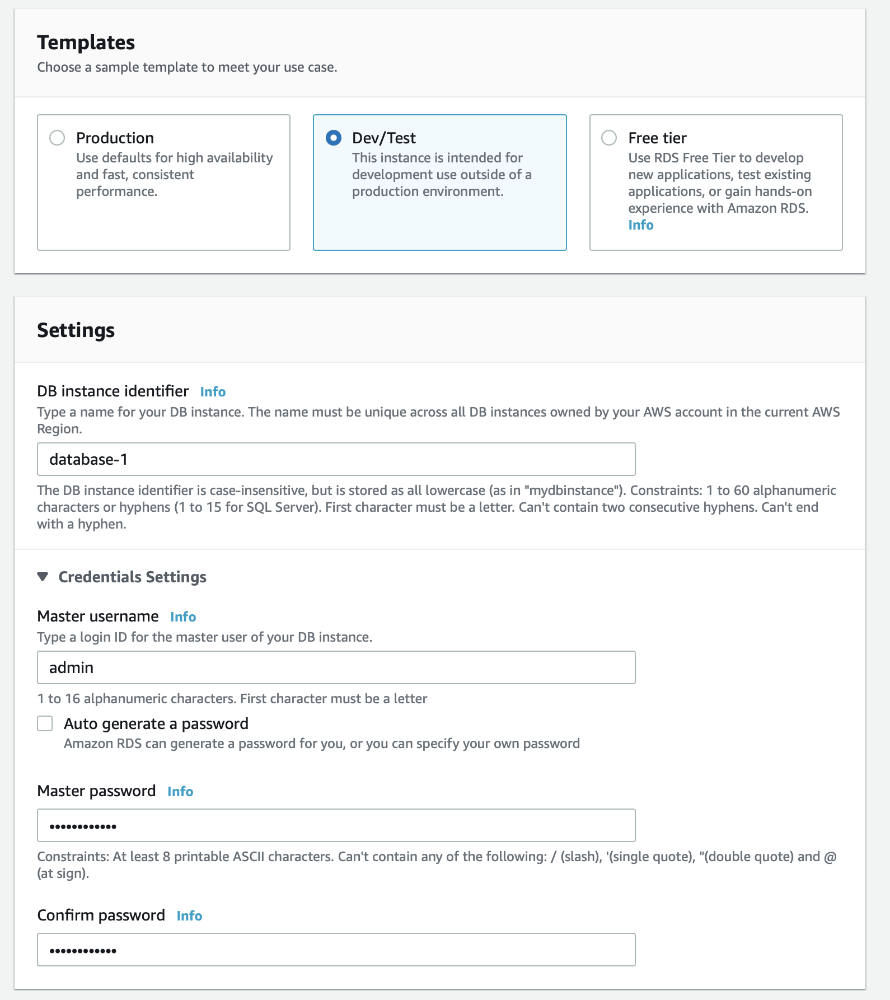 Templates
Choose a sample template to meet your use case.
Production
Use defaults for high availability
and fast, consistent
performance.
Dev/Test
This instance is intended for
development use outside of a
production environment.
Free tier
Use RDS Free Tier to develop
new applications, test existing
applications, or gain hands-on
experience with Amazon RDS.
Info
Settings
DB instance identifier Info
Type a name for your DB instance. The name must be unique across all DB instances owned by your AWS account in the current AWS
Region.
database-1
The DB instance identifier is case-insensitive, but is stored as all lowercase (as in "mydbinstance"). Constraints: 1 to 60 alphanumeric
characters or hyphens (1 to 15 for SQL Server). First character must be a letter. Can't contain two consecutive hyphens. Can't end
with a hyphen.
Credentials Settings
Master username Info
Type a login ID for the master user of your DB instance.
admin
1 to 16 alphanumeric characters. First character must be a letter
Auto generate a password
Amazon RDS can generate a password for you, or you can specify your own password
Master password Info
••••••••••••
Constraints: At least 8 printable ASCII characters. Can't contain any of the following: / (slash), '(single quote), "(double quote) and @
(at sign).
Confirm password Info
••••••••••••